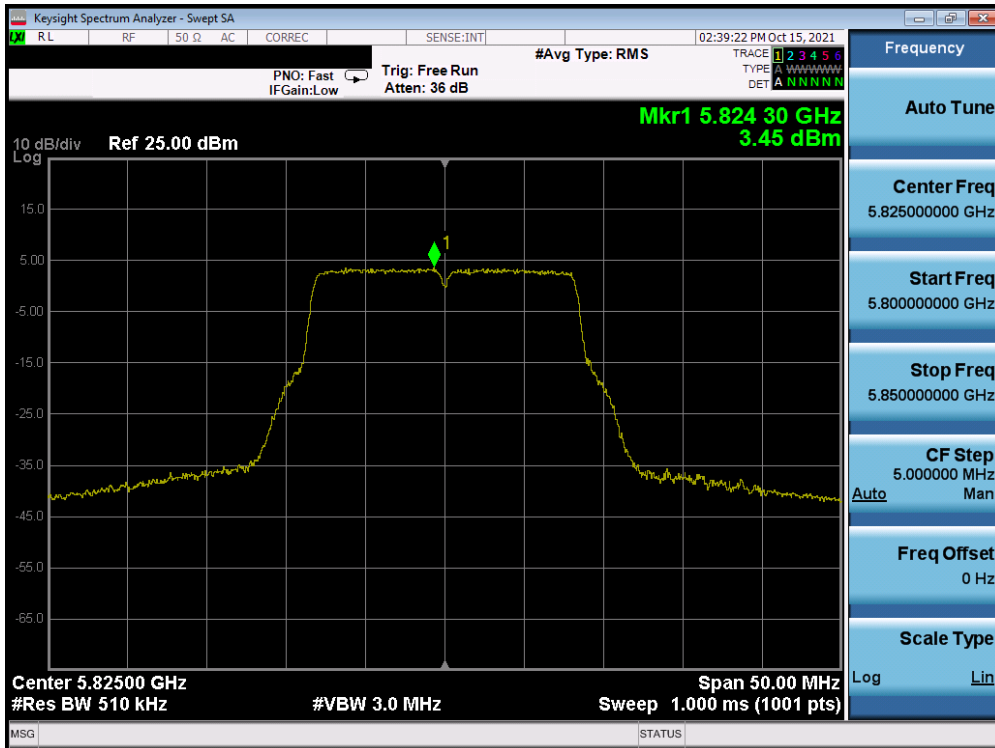 Keysight Spectrum Analyzer - Swept SA
LXI RL RF 50 Ω AC CORREC SENSE:INT 02:39:22 PM Oct 15, 2021
#Avg Type: RMS
TRACE 1 2 3 4 5 6
PNO: Fast Trig: Free Run
TYPE A WWWWW
IFGain:Low Atten: 36 dB
DET A N N N N N
Mkr1 5.824 30 GHz
3.45 dBm
10 dB/div Ref 25.00 dBm
Log
1
15.0
5.00
-5.00
-15.0
-25.0
-35.0
-45.0
-55.0
-65.0
Center 5.82500 GHz Span 50.00 MHz
#Res BW 510 kHz #VBW 3.0 MHz Sweep 1.000 ms (1001 pts)
MSG STATUS
Frequency
Auto Tune
Center Freq
5.825000000 GHz
Start Freq
5.800000000 GHz
Stop Freq
5.850000000 GHz
CF Step
5.000000 MHz
Auto Man
Freq Offset
0 Hz
Scale Type
Log Lin